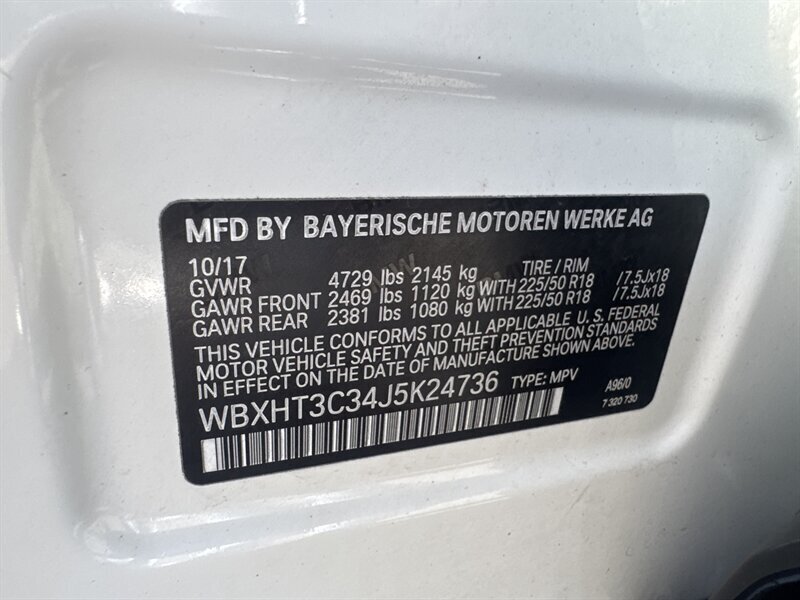 MFD BY BAYERISCHE MOTOREN WERKE AG
10/17 TIRE / RIM
GVWR 4729 lbs 2145 kg
GAWR FRONT 2469 lbs 1120 kg WITH 225/50 R18 /7.5Jx18
GAWR REAR 2381 lbs 1080 kg WITH 225/50 R18 /7.5Jx18
THIS VEHICLE CONFORMS TO ALL APPLICABLE U. S. FEDERAL
MOTOR VEHICLE SAFETY AND THEFT PREVENTION STANDARDS
IN EFFECT ON THE DATE OF MANUFACTURE SHOWN ABOVE.
WBXHT3C34J5K24736 TYPE: MPV A96/0
7 320 730